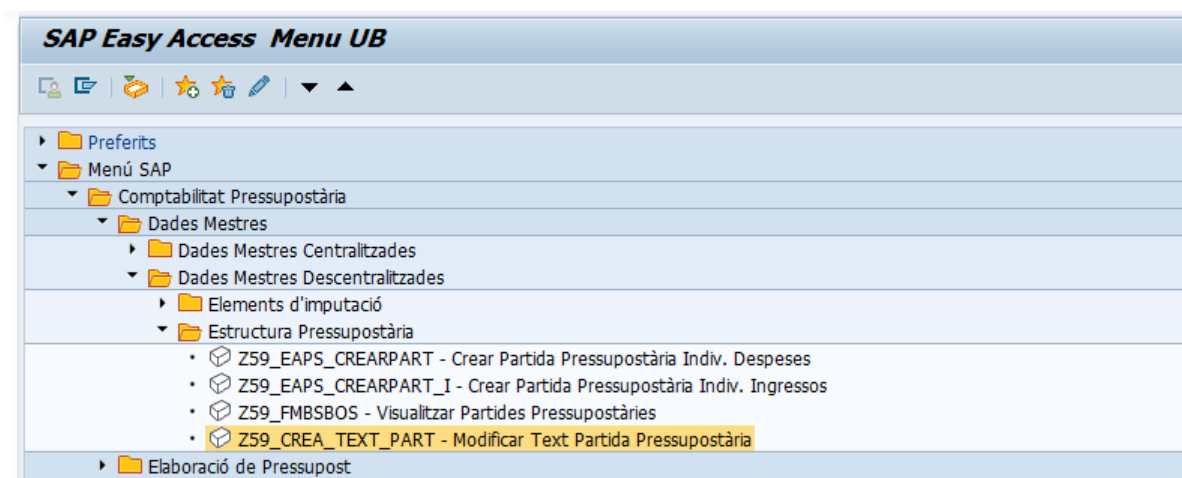 SAP Easy Access Menu UB
Preferits
Menú SAP
Comptabilitat Pressupostària
Dades Mestres
Dades Mestres Centralitzades
Dades Mestres Descentralitzades
Elements d'imputació
Estructura Pressupostària
Z59_EAPS_CREARPART - Crear Partida Pressupostària Indiv. Despeses
Z59_EAPS_CREARPART_I - Crear Partida Pressupostària Indiv. Ingressos
Z59_FMBSBOS - Visualitzar Partides Pressupostàries
Z59_CREA_TEXT_PART - Modificar Text Partida Pressupostària
Elaboració de Pressupost